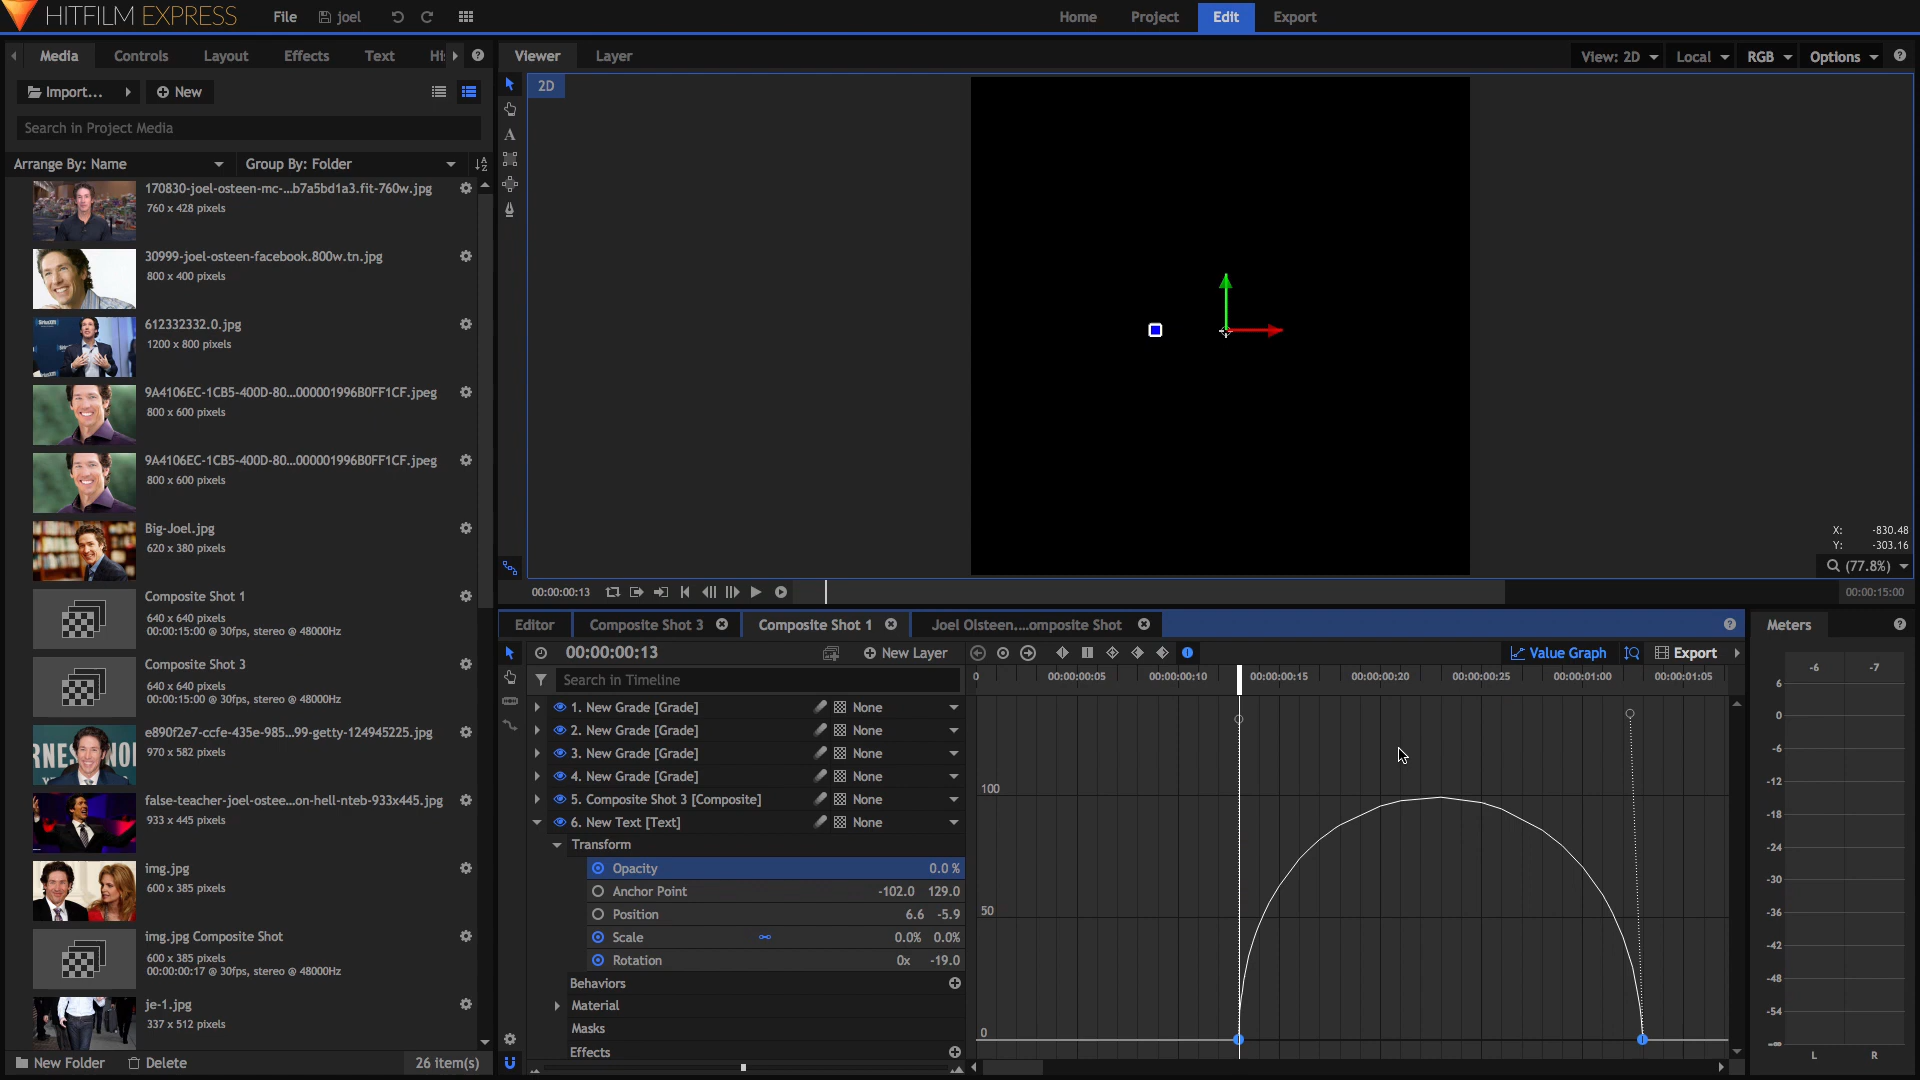 HITFILM EXPRESS
File
joel
Home
Project
Edit
Export
Media
Controls
Layout
Effects
Text
Hi
Viewer
Layer
View: 2D
Local
RGB
Options
Import...
New
2D
A
Search in Project Media
Arrange By: Name
Group By: Folder
170830-joel-osteen-mc-...b7a5bd1a3.fit-760w.jpg
760 x 428 pixels
30999-joel-osteen-facebook.800w.tn.jpg
800 x 400 pixels
612332332.0.jpg
1200 x 800 pixels
9A4106EC-1CB5-400D-80...000001996B0FF1CF.jpeg
800 x 600 pixels
9A4106EC-1CB5-400D-80...000001996B0FF1CF.jpeg
800 x 600 pixels
Big-Joel.jpg
620 x 380 pixels
Composite Shot 1
640 x 640 pixels
00:00:15:00 @ 30fps, stereo @ 48000Hz
Composite Shot 3
640 x 640 pixels
00:00:15:00 @ 30fps, stereo @ 48000Hz
e890f2e7-ccfe-435e-985...99-getty-124945225.jpg
970 x 582 pixels
false-teacher-joel-ostee...on-hell-nteb-933x445.jpg
933 x 445 pixels
img.jpg
600 x 385 pixels
img.jpg Composite Shot
600 x 385 pixels
00:00:00:17 @ 30fps, stereo @ 48000Hz
je-1.jpg
337 x 512 pixels
New Folder
Delete
26 item(s)
X: -830.48
Y: -303.16
(77.8%)
00:00:00:13
00:00:15:00
Editor
Composite Shot 3
Composite Shot 1
Joel Olsteen....omposite Shot
Meters
00:00:00:13
New Layer
Value Graph
Export
Search in Timeline
0
00:00:00:05
00:00:00:10
00:00:00:15
00:00:00:20
00:00:00:25
00:00:01:00
00:00:01:05
1. New Grade [Grade]
None
2. New Grade [Grade]
None
3. New Grade [Grade]
None
4. New Grade [Grade]
None
5. Composite Shot 3 [Composite]
None
6. New Text [Text]
None
Transform
Opacity
0.0 %
Anchor Point
-102.0 129.0
Position
6.6 -5.9
Scale
0.0% 0.0%
Rotation
0x -19.0
Behaviors
Material
Masks
Effects
100
50
0
-6
-7
6
0
-6
-12
-18
-24
-30
-36
-42
-48
-54
-∞
L
R